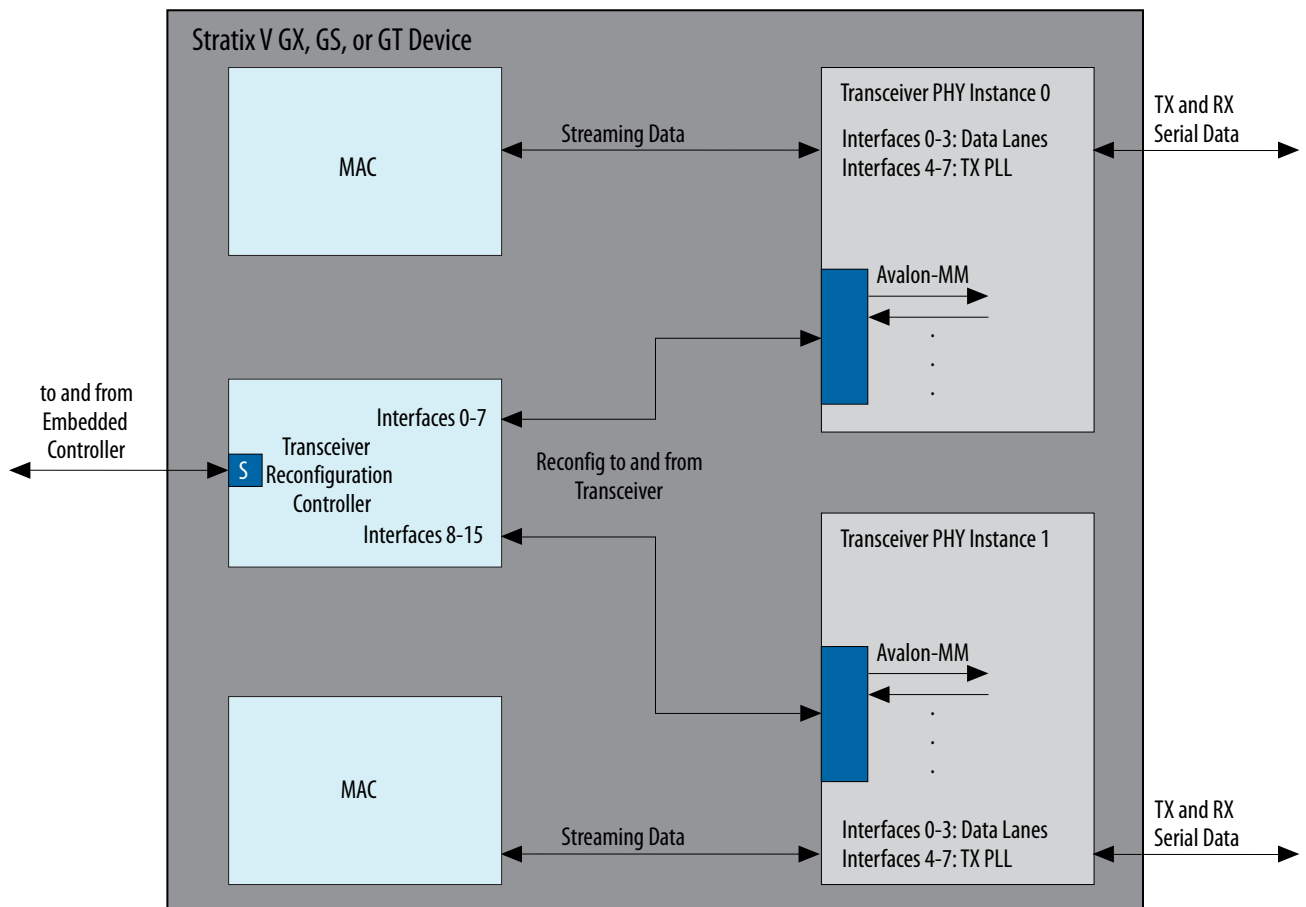 Stratix V GX, GS, or GT Device
MAC
Streaming Data
Transceiver PHY Instance 0
Interfaces 0-3: Data Lanes
Interfaces 4-7: TX PLL
TX and RX
Serial Data
Avalon-MM
.
.
.
to and from
Embedded
Controller
S
Interfaces 0-7
Transceiver
Reconfiguration
Controller
Interfaces 8-15
Reconfig to and from
Transceiver
Transceiver PHY Instance 1
Avalon-MM
.
.
.
Interfaces 0-3: Data Lanes
Interfaces 4-7: TX PLL
MAC
Streaming Data
TX and RX
Serial Data